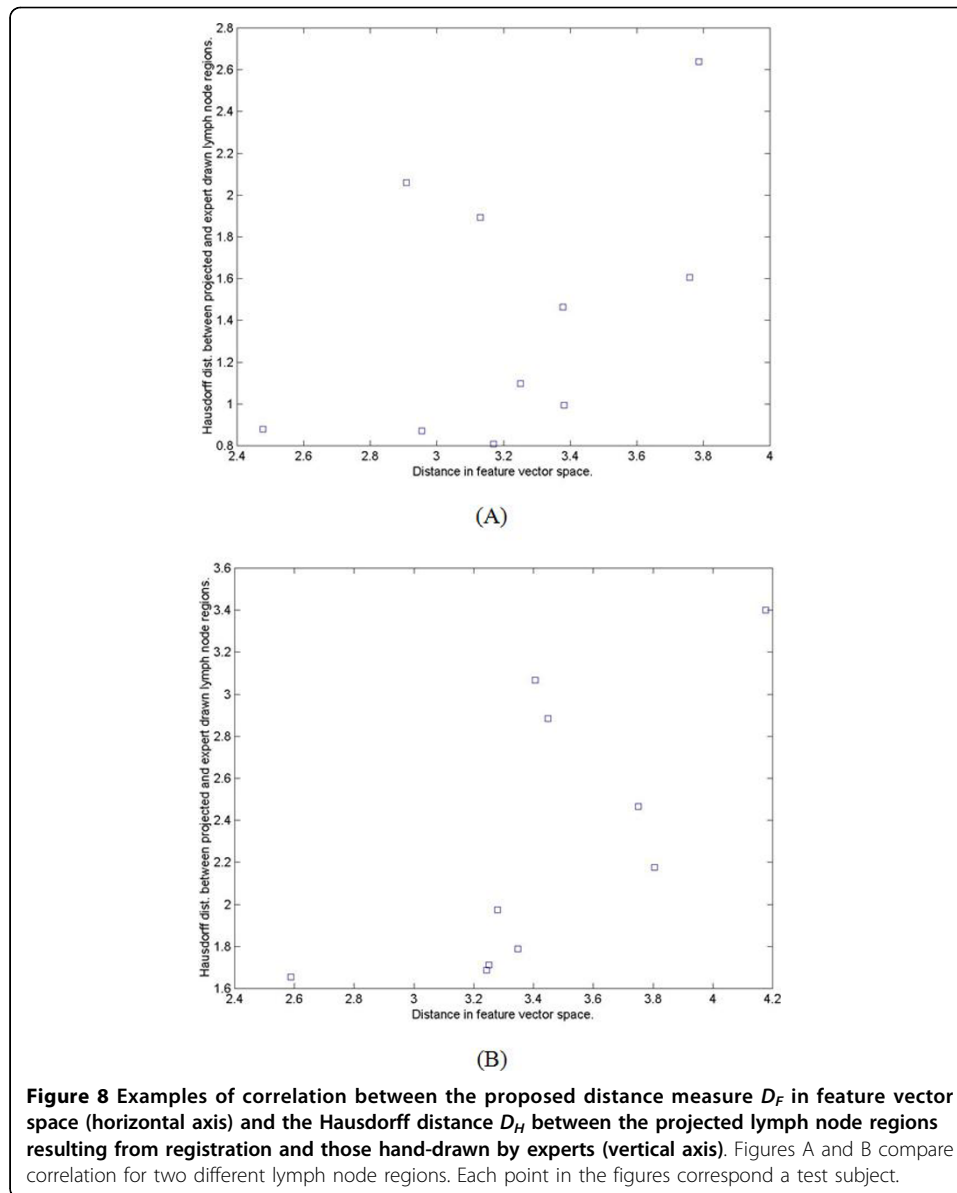 2.8
2.6
2.4
2.2
2
1.8
1.6
1.4
1.2
1
0.8
Hausdorff dist. between projected and expert drawn lymph node regions.
2.4 2.6 2.8 3 3.2 3.4 3.6 3.8 4
Distance in feature vector space.
(A)
3.6
3.4
3.2
3
2.8
2.6
2.4
2.2
2
1.8
1.6
Hausdorff dist. between projected and expert drawn lymph node regions.
2.4 2.6 2.8 3 3.2 3.4 3.6 3.8 4 4.2
Distance in feature vector space.
(B)
Figure 8 Examples of correlation between the proposed distance measure D_F in feature vector
space (horizontal axis) and the Hausdorff distance D_H between the projected lymph node regions
resulting from registration and those hand-drawn by experts (vertical axis). Figures A and B compare
correlation for two different lymph node regions. Each point in the figures correspond a test subject.